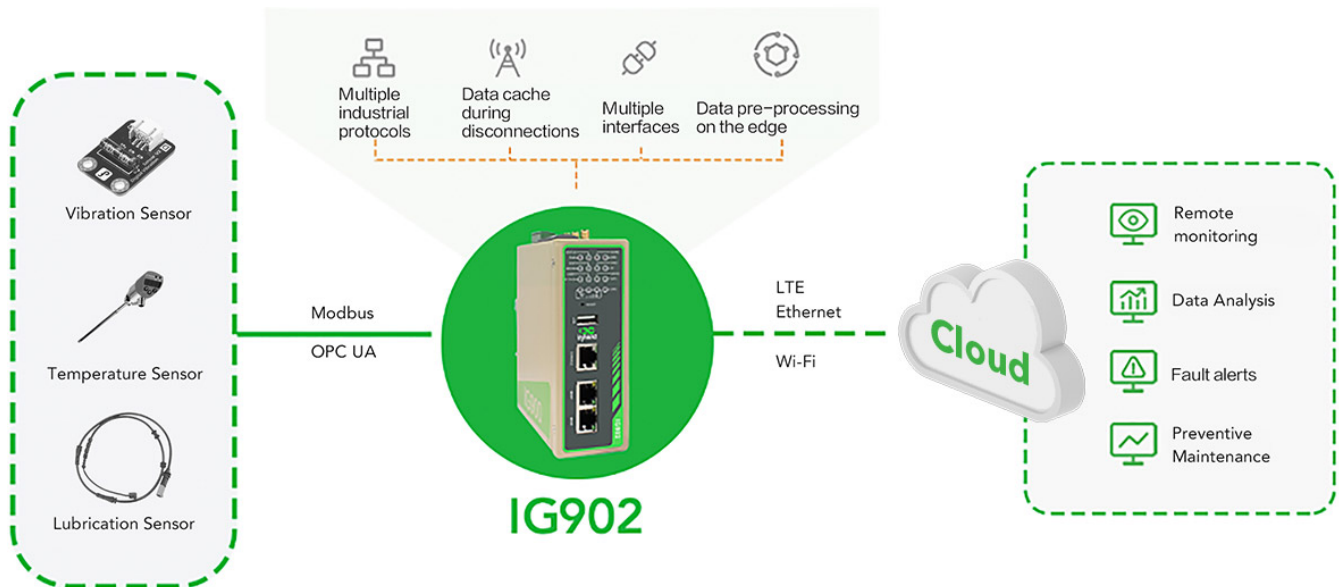 Multiple
industrial
protocols
Data cache
during
disconnections
Multiple
interfaces
Data pre-processing
on the edge
Vibration Sensor
Temperature Sensor
Lubrication Sensor
Modbus
OPC UA
IG902
IG902
IG902
LTE
Ethernet
Wi-Fi
Cloud
Remote
monitoring
Data Analysis
Fault alerts
Preventive
Maintenance